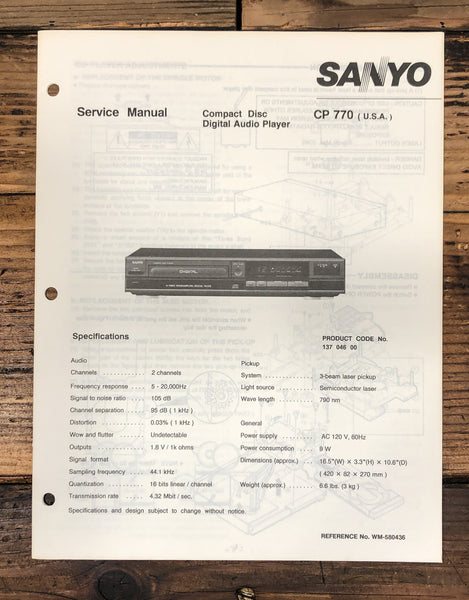 SANYO
Service Manual
Compact Disc
Digital Audio Player
CP 770 ( U.S.A. )
SANYO
DIGITAL
Specifications
PRODUCT CODE No.
137 046 00
Audio
Channels . . . 2 channels
Frequency response . . . 5 - 20,000Hz
Signal to noise ratio . . . 105 dB
Channel separation . . . 95 dB ( 1 kHz )
Distortion . . . 0.03% ( 1 kHz )
Wow and flutter . . . Undetectable
Outputs . . . 1.8 V / 1k ohms
Signal format
Sampling frequency . . . 44.1 kHz
Quantization . . . 16 bits linear / channel
Transmission rate . . . 4.32 Mbit / sec.
Specifications and design subject to change without notice.
Pickup
System . . . 3-beam laser pickup
Light source . . . Semiconductor laser
Wave length . . . 790 nm
General
Power supply . . . AC 120 V, 60Hz
Power consumption . . . 9 W
Dimensions (approx.) . . . 16.5"(W) × 3.3"(H) × 10.6"(D)
( 420 × 82 × 270 mm )
Weight (approx.) . . . 6.6 lbs. (3 kg )
REFERENCE No. WM-580436